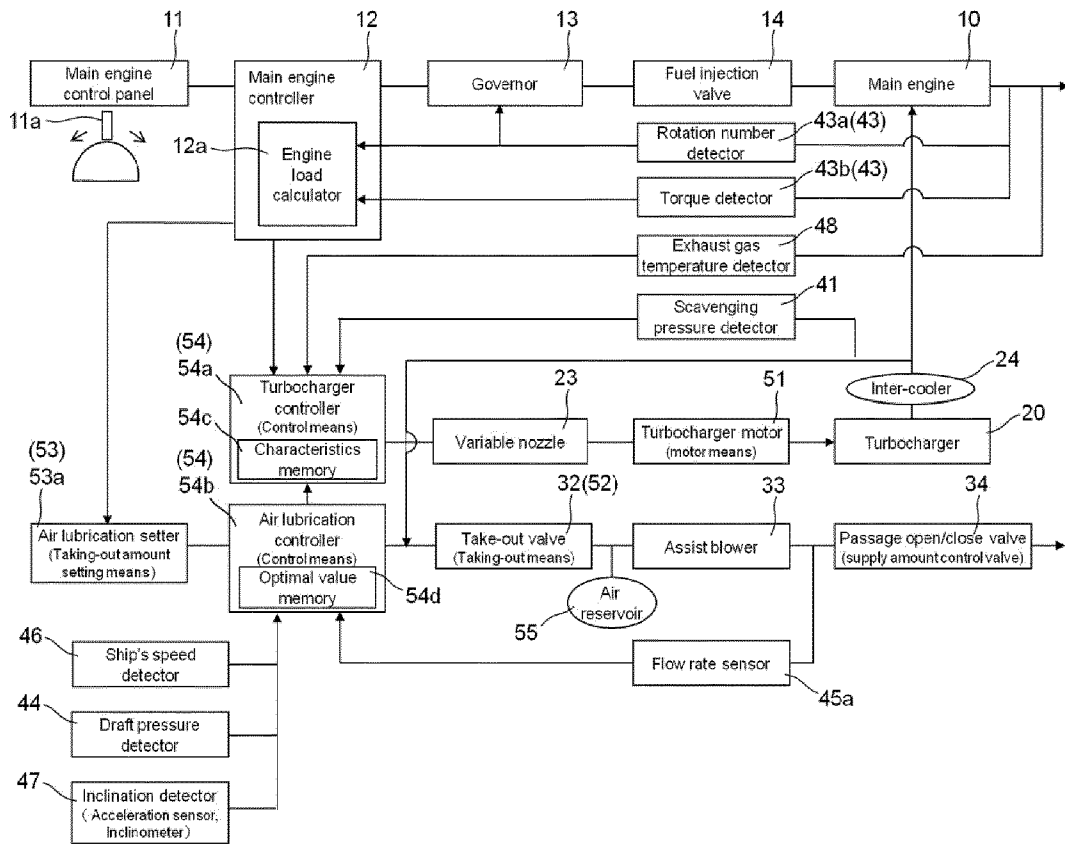 11
12
13
14
10
Main engine
control panel
Main engine
controller
Governor
Fuel injection
valve
Main engine
11a
12a
Engine
load
calculator
43a(43)
Rotation number
detector
43b(43)
Torque detector
48
Exhaust gas
temperature detector
41
Scavenging
pressure detector
(54)
54a
Turbocharger
controller
(Control means)
54c
Characteristics
memory
23
Variable nozzle
51
Turbocharger motor
(motor means)
24
Inter-cooler
20
Turbocharger
(53)
53a
Air lubrication setter
(Taking-out amount
setting means)
(54)
54b
Air lubrication
controller
(Control means)
Optimal value
memory
54d
32(52)
Take-out valve
(Taking-out means)
33
Assist blower
34
Passage open/close valve
(supply amount control valve)
Air
reservoir
55
Flow rate sensor
45a
46
Ship's speed
detector
44
Draft pressure
detector
47
Inclination detector
(Acceleration sensor,
Inclinometer)